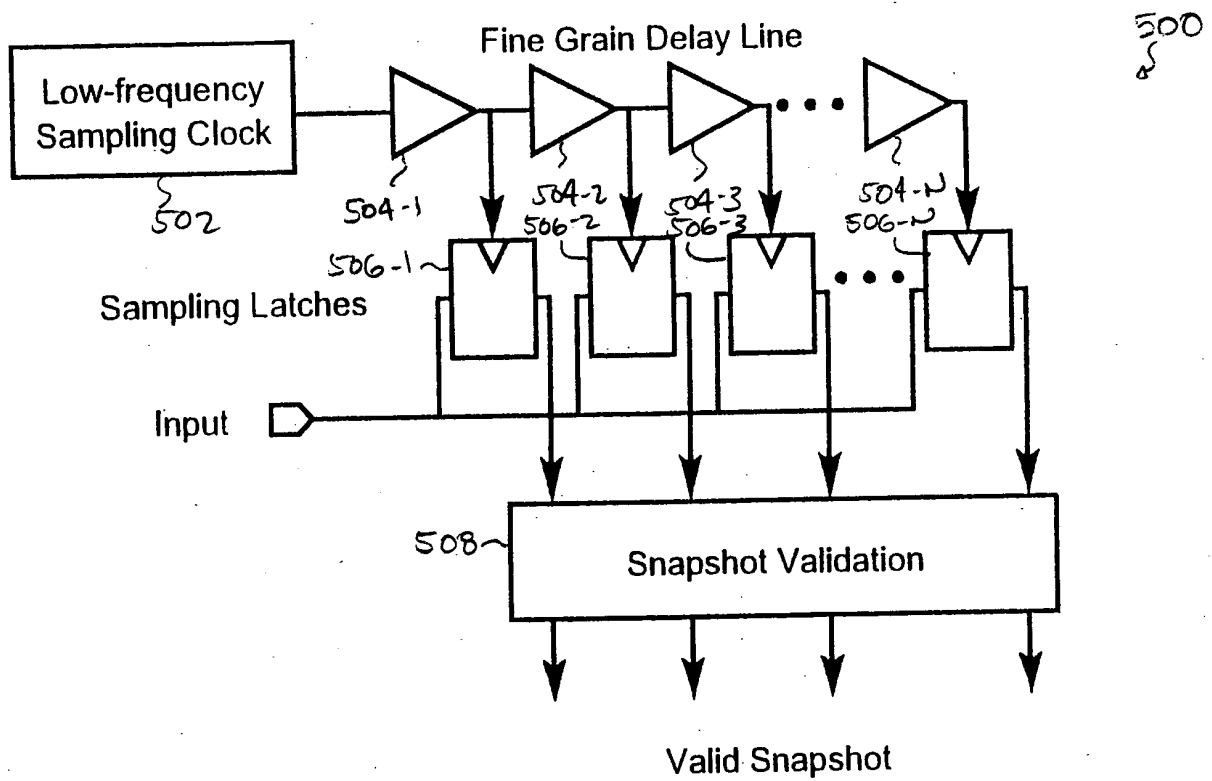 500
Fine Grain Delay Line
Low-frequency
Sampling Clock
502
504-1
504-2
504-3
504-N
506-1
506-2
506-3
506-N
Sampling Latches
Input
508
Snapshot Validation
Valid Snapshot